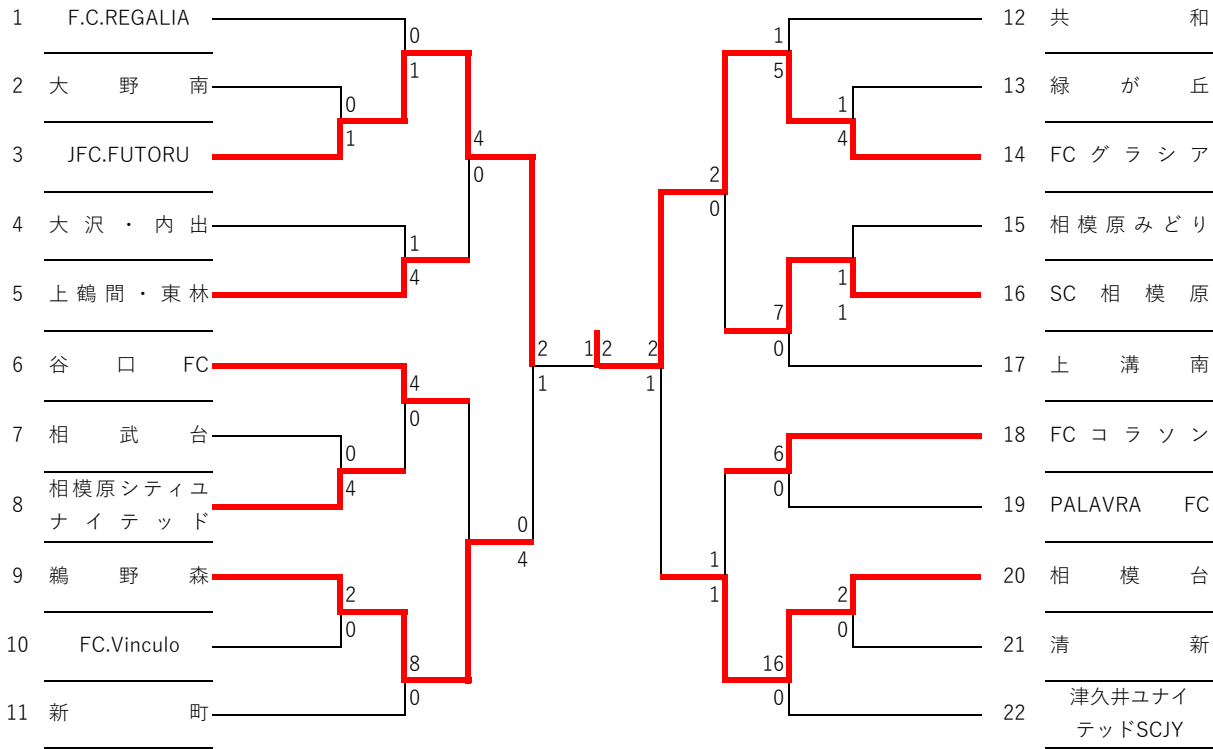 1 F.C.REGALIA
0
1
2 大野南
0
1
3 JFC.FUTORU
4
0
4 大沢・内出
1
4
5 上鶴間・東林
2
1
6 谷口FC
4
0
7 相武台
0
4
8 相模原シティユ
ナイテッド
0
4
9 鵜野森
2
0
10 FC.Vinculo
8
0
11 新町
1 2
12 共和
1
5
13 緑が丘
1
4
14 FCグラシア
2
0
15 相模原みどり
1
1
16 SC相模原
7
0
17 上溝南
2
1
18 FCコラソン
6
0
19 PALAVRA FC
1
1
20 相模台
2
0
21 清新
16
0
22 津久井ユナイ
テッドSCJY